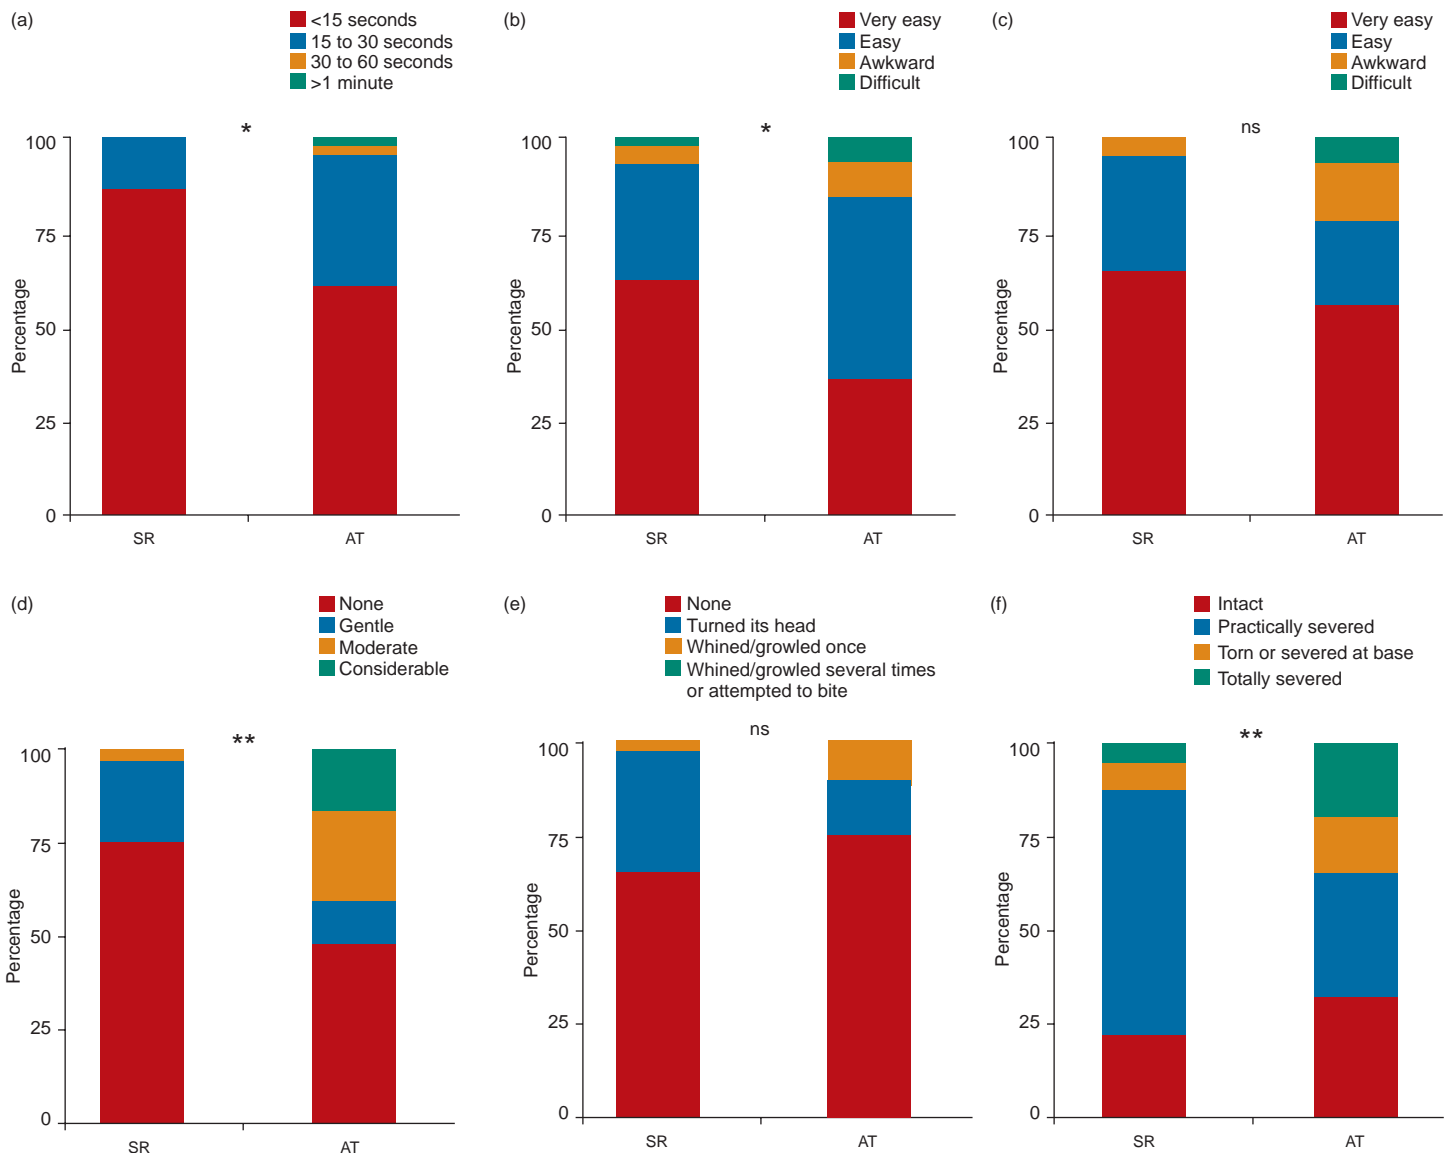 (a)
<15 seconds
15 to 30 seconds
30 to 60 seconds
>1 minute
*
100
75
50
25
0
Percentage
SR
AT
(b)
Very easy
Easy
Awkward
Difficult
*
100
75
50
25
0
Percentage
SR
AT
(c)
Very easy
Easy
Awkward
Difficult
ns
100
75
50
25
0
Percentage
SR
AT
(d)
None
Gentle
Moderate
Considerable
**
100
75
50
25
0
Percentage
SR
AT
(e)
None
Turned its head
Whined/growled once
Whined/growled several times
or attempted to bite
ns
100
75
50
25
0
Percentage
SR
AT
(f)
Intact
Practically severed
Torn or severed at base
Totally severed
**
100
75
50
25
0
Percentage
SR
AT